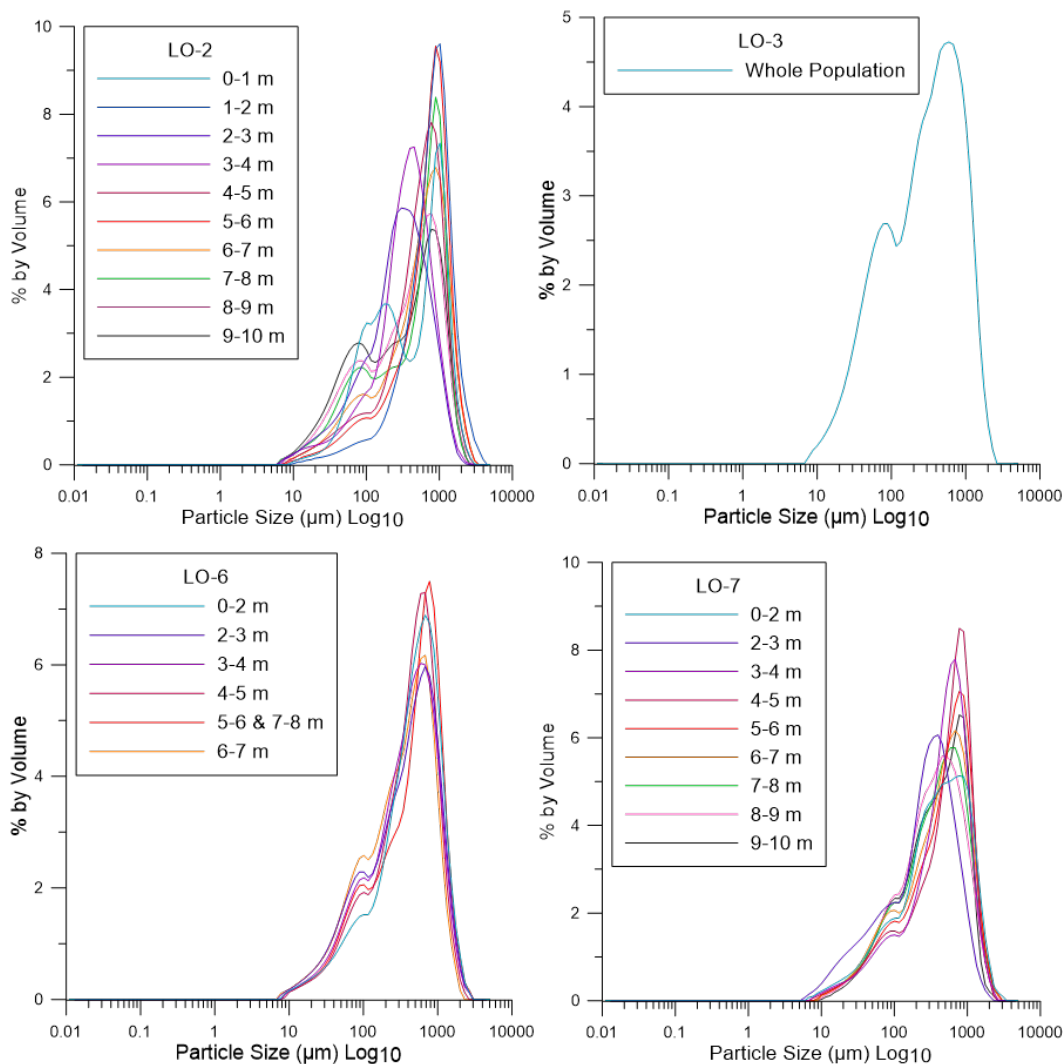 LO-2
0-1 m
1-2 m
2-3 m
3-4 m
4-5 m
5-6 m
6-7 m
7-8 m
8-9 m
9-10 m
% by Volume
10
8
6
4
2
0
0.01 0.1 1 10 100 1000 10000
Particle Size (µm) Log10
LO-3
Whole Population
% by Volume
5
4
3
2
1
0
0.01 0.1 1 10 100 1000 10000
Particle Size (µm) Log10
LO-6
0-2 m
2-3 m
3-4 m
4-5 m
5-6 & 7-8 m
6-7 m
% by Volume
8
6
4
2
0
0.01 0.1 1 10 100 1000 10000
Particle Size (µm) Log10
LO-7
0-2 m
2-3 m
3-4 m
4-5 m
5-6 m
6-7 m
7-8 m
8-9 m
9-10 m
% by Volume
10
8
6
4
2
0
0.01 0.1 1 10 100 1000 10000
Particle Size (µm) Log10